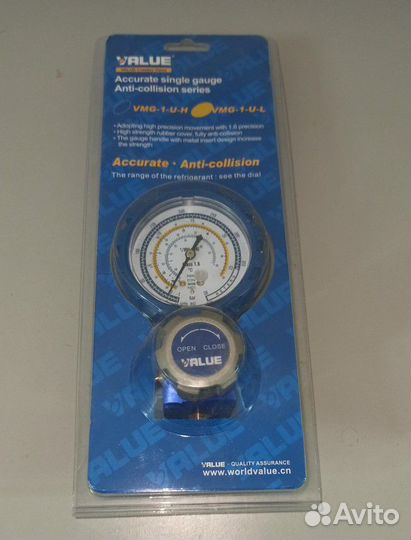 VALUE
Accurate single gauge
Anti-collision series
VMG-1-U-H VMG-1-U-L
• Adopting high precision movement with 1.6 precision
• High strength rubber cover, fully anti-collision
• The gauge handle with metal insert design increase
the strength
Accurate · Anti-collision
The range of the refrigerant : see the dial
OPEN CLOSE
VALUE
VALUE - QUALITY ASSURANCE
www.worldvalue.cn
VALUE
VALUE
Avito